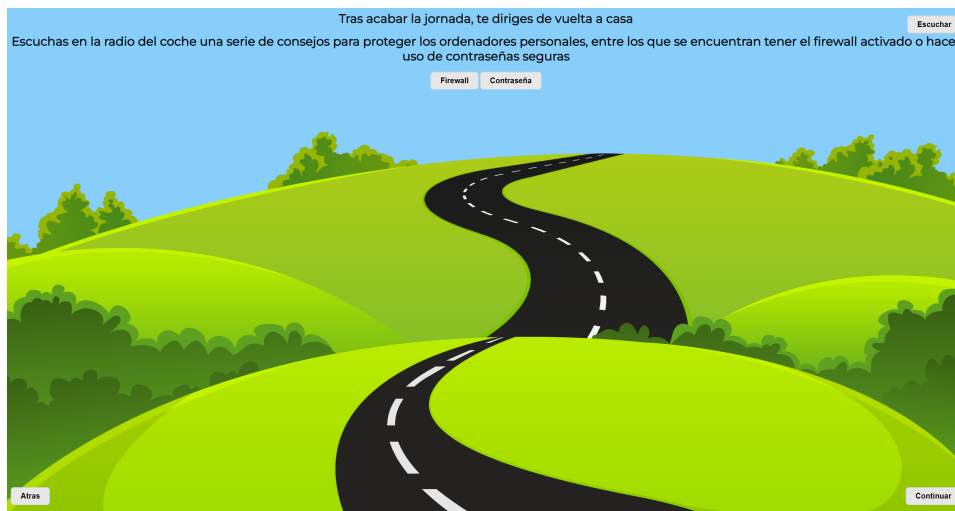 Tras acabar la jornada, te diriges de vuelta a casa
Escuchar
Escuchas en la radio del coche una serie de consejos para proteger los ordenadores personales, entre los que se encuentran tener el firewall activado o hace
uso de contraseñas seguras
Firewall
Contraseña
Atras
Continuar